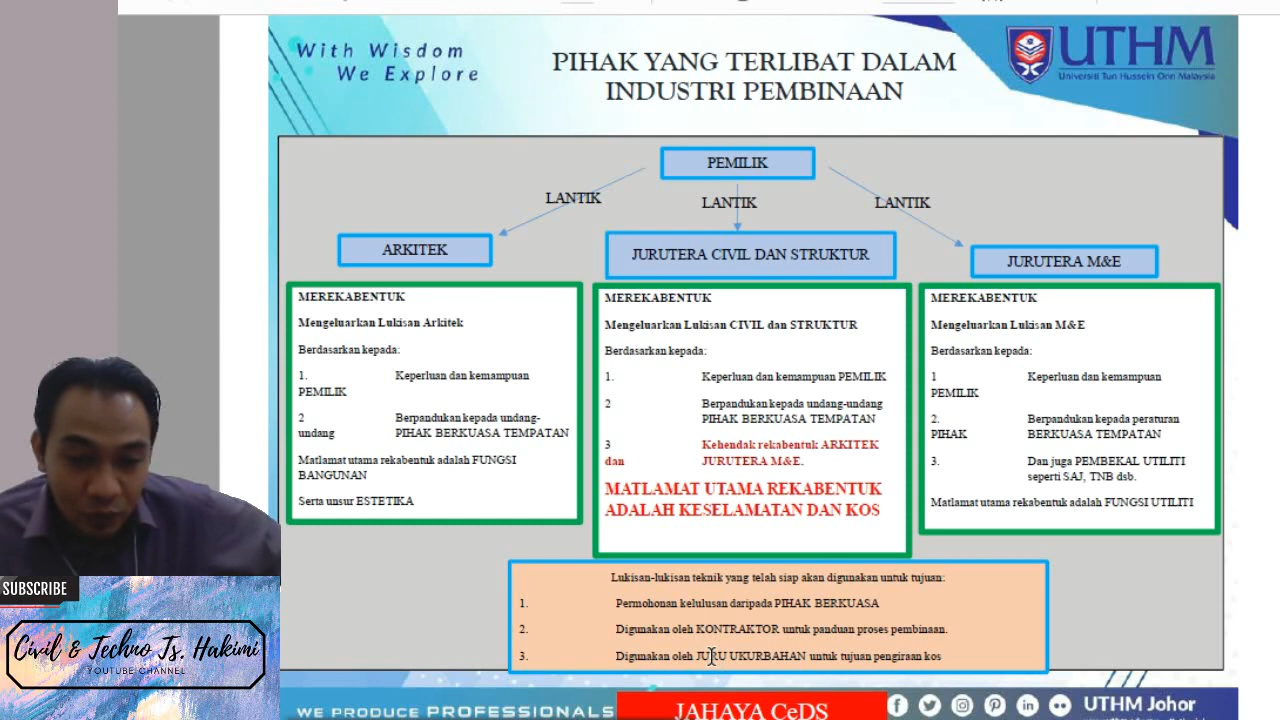 With Wisdom
We Explore
PIHAK YANG TERLIBAT DALAM
INDUSTRI PEMBINAAN
UTHM
Universiti Tun Hussein Onn Malaysia
PEMILIK
LANTIK
LANTIK
LANTIK
ARKITEK
JURUTERA CIVIL DAN STRUKTUR
JURUTERA M&E
MEREKABENTUK
Mengeluarkan Lukisan Arkitek
Berdasarkan kepada:
1. Keperluan dan kemampuan
PEMILIK
2 Berpandukan kepada undang-
undang PIHAK BERKUASA TEMPATAN
Matlamat utama rekabentuk adalah FUNGSI
BANGUNAN
Serta unsur ESTETIKA
MEREKABENTUK
Mengeluarkan Lukisan CIVIL dan STRUKTUR
Berdasarkan kepada:
1. Keperluan dan kemampuan PEMILIK
2 Berpandukan kepada undang-undang
PIHAK BERKUASA TEMPATAN
3 Kehendak rekabentuk ARKITEK
dan JURUTERA M&E.
MATLAMAT UTAMA REKABENTUK
ADALAH KESELAMATAN DAN KOS
MEREKABENTUK
Mengeluarkan Lukisan M&E
Berdasarkan kepada:
1 Keperluan dan kemampuan
PEMILIK
2. Berpandukan kepada peraturan
PIHAK BERKUASA TEMPATAN
3. Dan juga PEMBEKAL UTILITI
seperti SAJ, TNB dsb.
Matlamat utama rekabentuk adalah FUNGSI UTILITI
Lukisan-lukisan teknik yang telah siap akan digunakan untuk tujuan:
1. Permohonan kelulusan daripada PIHAK BERKUASA
2. Digunakan oleh KONTRAKTOR untuk panduan proses pembinaan.
3. Digunakan oleh JURU UKURBAHAN untuk tujuan pengiraan kos
SUBSCRIBE
Civil & Techno Ts. Hakimi
YOUTUBE CHANNEL
WE PRODUCE PROFESSIONALS
JAHAYA CeDS
UTHM Johor